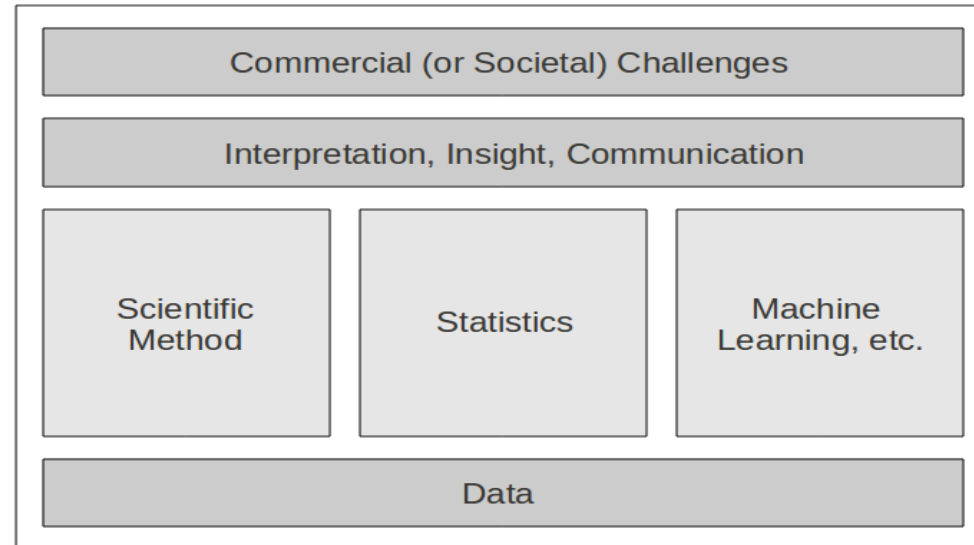 Commercial (or Societal) Challenges
Interpretation, Insight, Communication
Scientific
Method
Statistics
Machine
Learning, etc.
Data